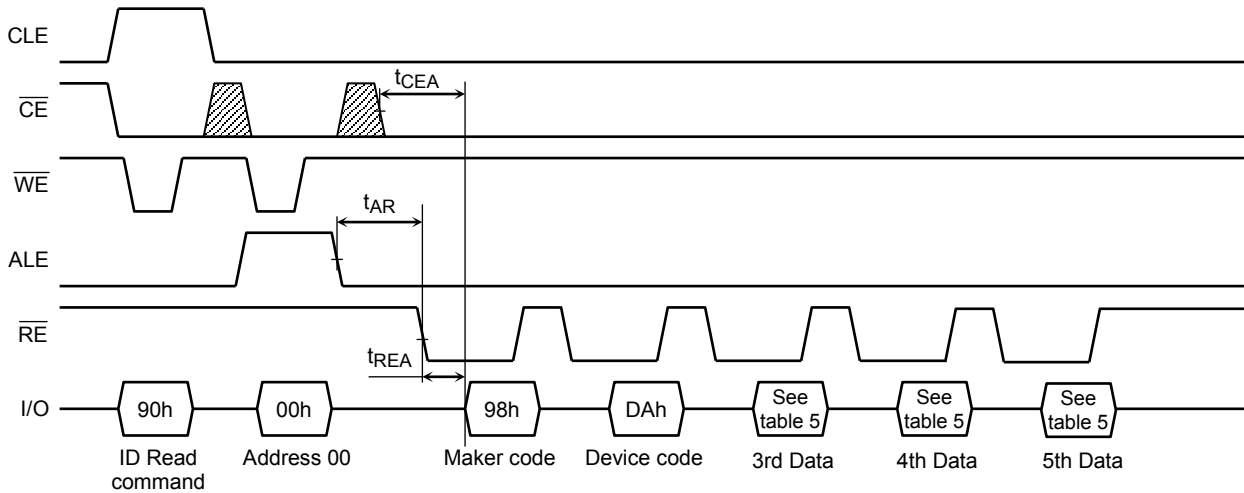 CLE
tCEA
CE
WE
tAR
ALE
RE
tREA
I/O
90h
00h
98h
DAh
See
table 5
See
table 5
See
table 5
ID Read
command
Address 00
Maker code
Device code
3rd Data
4th Data
5th Data